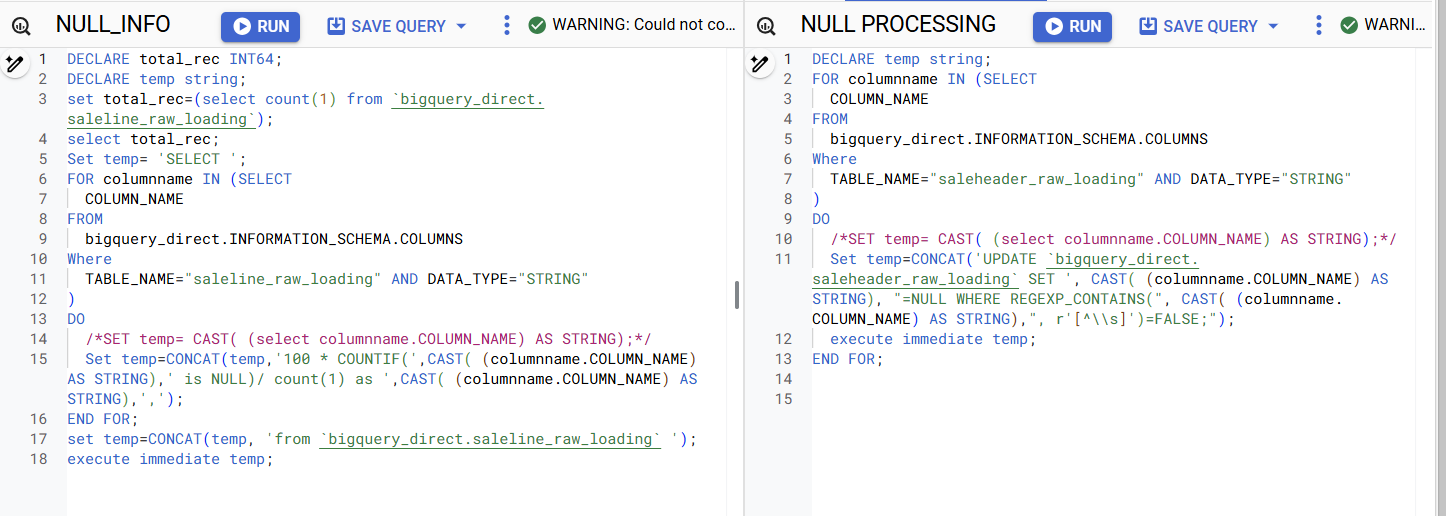 NULL_INFO
RUN
SAVE QUERY
WARNING: Could not co...
1 DECLARE total_rec INT64;
2 DECLARE temp string;
3 set total_rec=(select count(1) from `bigquery_direct.
saleline_raw_loading`);
4 select total_rec;
5 Set temp= 'SELECT ';
6 FOR columnname IN (SELECT
7 COLUMN_NAME
8 FROM
9 bigquery_direct.INFORMATION_SCHEMA.COLUMNS
10 Where
11 TABLE_NAME="saleline_raw_loading" AND DATA_TYPE="STRING"
12 )
13 DO
14 /*SET temp= CAST( (select columnname.COLUMN_NAME) AS STRING);*/
15 Set temp=CONCAT(temp,'100 * COUNTIF(',CAST( (columnname.COLUMN_NAME)
AS STRING),' is NULL)/ count(1) as ',CAST( (columnname.COLUMN_NAME) AS
STRING),',');
16 END FOR;
17 set temp=CONCAT(temp, 'from `bigquery_direct.saleline_raw_loading` ');
18 execute immediate temp;
NULL PROCESSING
RUN
SAVE QUERY
WARNI...
1 DECLARE temp string;
2 FOR columnname IN (SELECT
3 COLUMN_NAME
4 FROM
5 bigquery_direct.INFORMATION_SCHEMA.COLUMNS
6 Where
7 TABLE_NAME="saleheader_raw_loading" AND DATA_TYPE="STRING"
8 )
9 DO
10 /*SET temp= CAST( (select columnname.COLUMN_NAME) AS STRING);*/
11 Set temp=CONCAT('UPDATE `bigquery_direct.
saleheader_raw_loading` SET ', CAST( (columnname.COLUMN_NAME) AS
STRING), "=NULL WHERE REGEXP_CONTAINS(", CAST( (columnname.
COLUMN_NAME) AS STRING),", r'[^\\s]')=FALSE;");
12 execute immediate temp;
13 END FOR;
14
15